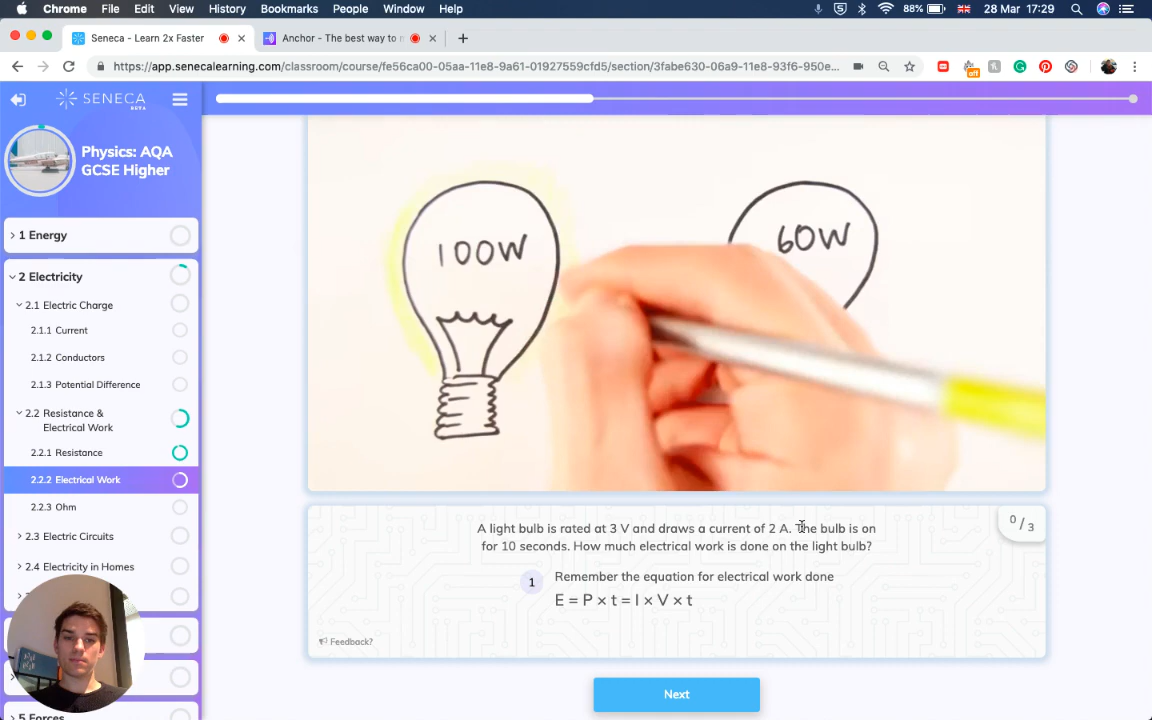 Chrome File Edit View History Bookmarks People Window Help 88% 28 Mar 17:29
Seneca - Learn 2x Faster Anchor - The best way to
https://app.senecalearning.com/classroom/course/fe56ca00-05aa-11e8-9a61-01927559cfd5/section/3fabe630-06a9-11e8-93f6-950e... off
SENECA
BETA
Physics: AQA
GCSE Higher
1 Energy
2 Electricity
2.1 Electric Charge
2.1.1 Current
2.1.2 Conductors
2.1.3 Potential Difference
2.2 Resistance &
Electrical Work
2.2.1 Resistance
2.2.2 Electrical Work
2.2.3 Ohm
2.3 Electric Circuits
2.4 Electricity in Homes
5 Forces
100W
60W
A light bulb is rated at 3 V and draws a current of 2 A. The bulb is on
for 10 seconds. How much electrical work is done on the light bulb?
0 / 3
1 Remember the equation for electrical work done
E = P × t = I × V × t
Feedback?
Next